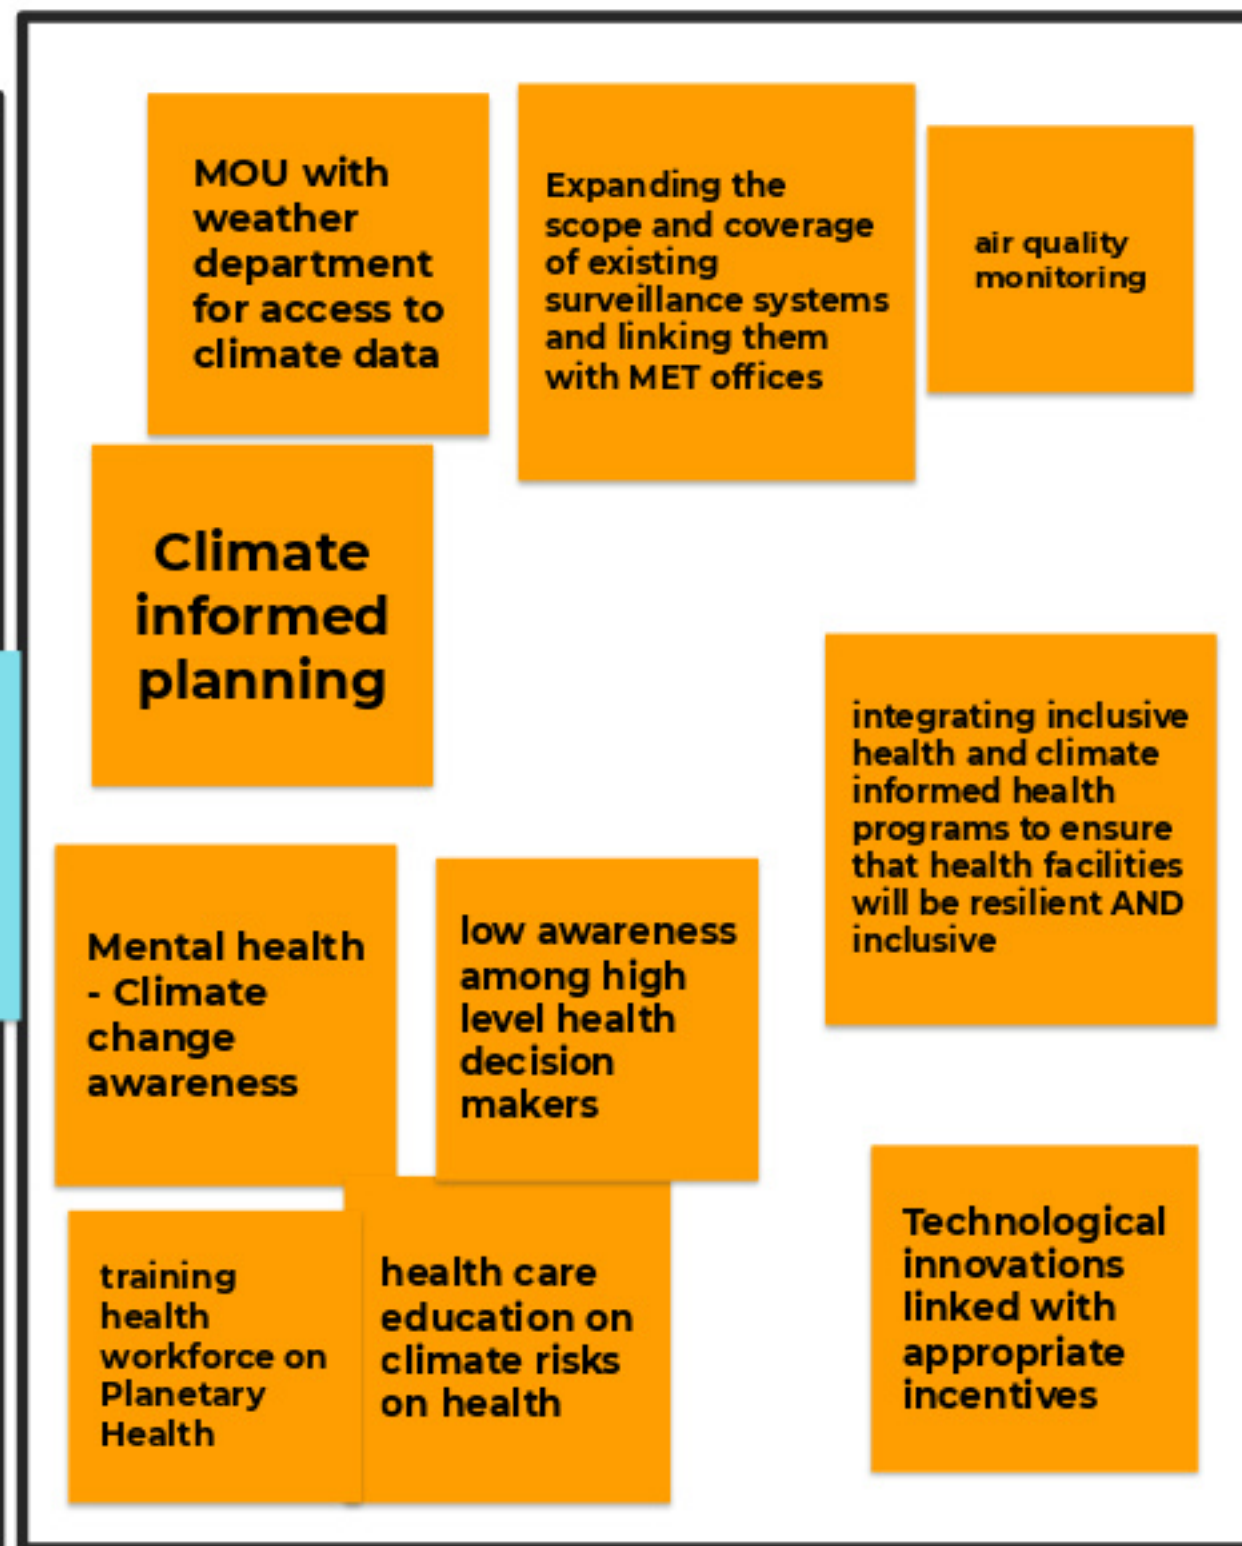 MOU with
weather
department
for access to
climate data
Expanding the
scope and coverage
of existing
surveillance systems
and linking them
with MET offices
air quality
monitoring
Climate
informed
planning
integrating inclusive
health and climate
informed health
programs to ensure
that health facilities
will be resilient AND
inclusive
Mental health
- Climate
change
awareness
low awareness
among high
level health
decision
makers
training
health
workforce on
Planetary
Health
health care
education on
climate risks
on health
Technological
innovations
linked with
appropriate
incentives